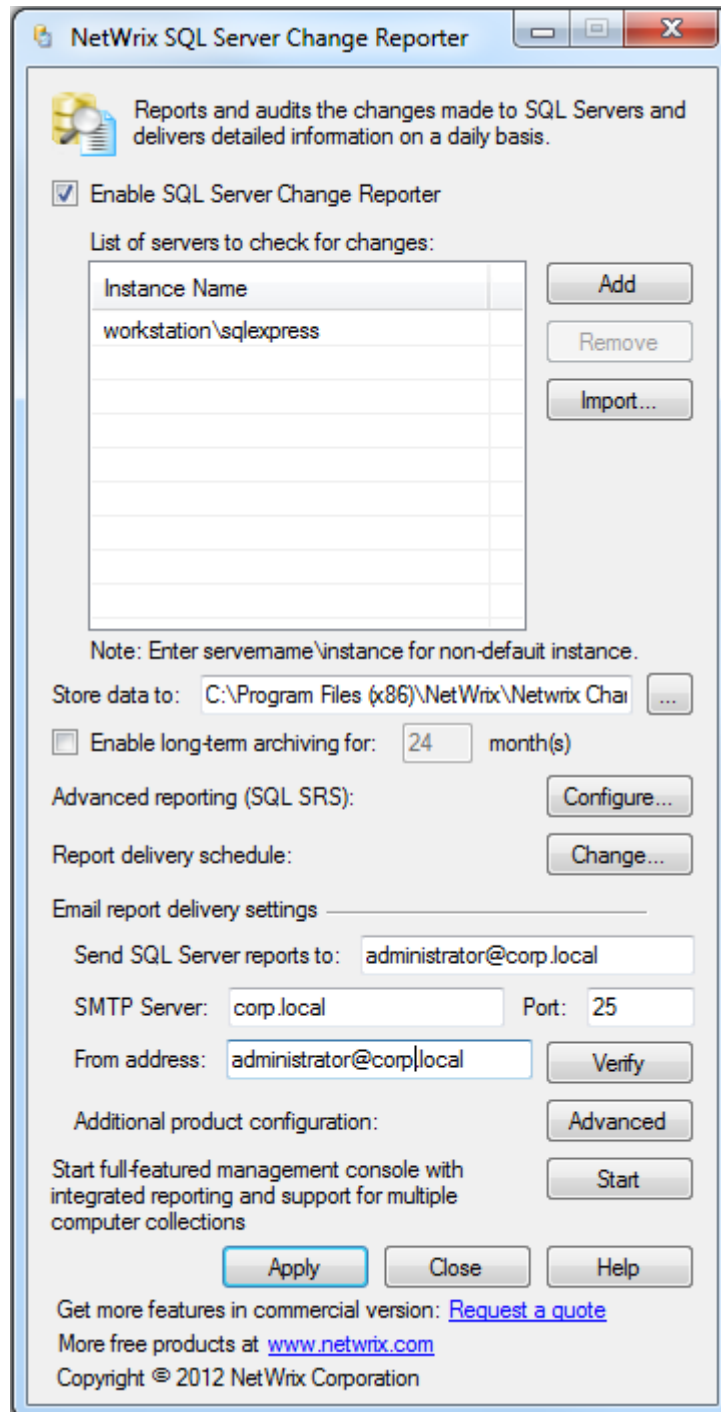 NetWrix SQL Server Change Reporter
Reports and audits the changes made to SQL Servers and
delivers detailed information on a daily basis.
Enable SQL Server Change Reporter
List of servers to check for changes:
Instance Name
Add
workstation\sqlexpress
Remove
Import...
Note: Enter servername\instance for non-default instance.
Store data to: C:\Program Files (x86)\NetWrix\Netwrix Char ...
Enable long-term archiving for: 24 month(s)
Advanced reporting (SQL SRS): Configure...
Report delivery schedule: Change...
Email report delivery settings
Send SQL Server reports to: administrator@corp.local
SMTP Server: corp.local Port: 25
From address: administrator@corp.local Verify
Additional product configuration: Advanced
Start full-featured management console with
integrated reporting and support for multiple
computer collections
Start
Apply Close Help
Get more features in commercial version: Request a quote
More free products at www.netwrix.com
Copyright © 2012 NetWrix Corporation